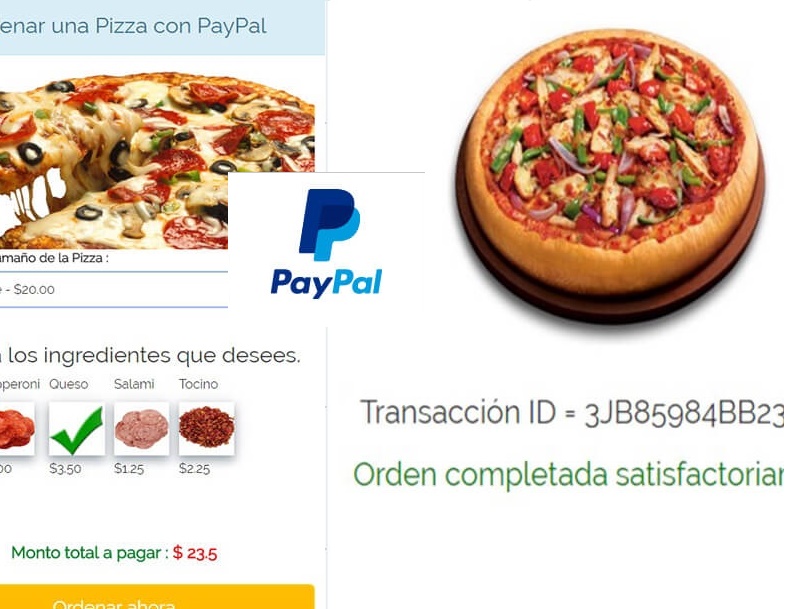 enar una Pizza con PayPal
amaño de la Pizza :
e - $20.00
PayPal
a los ingredientes que desees.
pperoni Queso Salami Tocino
00 $3.50 $1.25 $2.25
Monto total a pagar : $ 23.5
Ordenar ahora
Transacción ID = 3JB85984BB23
Orden completada satisfactoriar